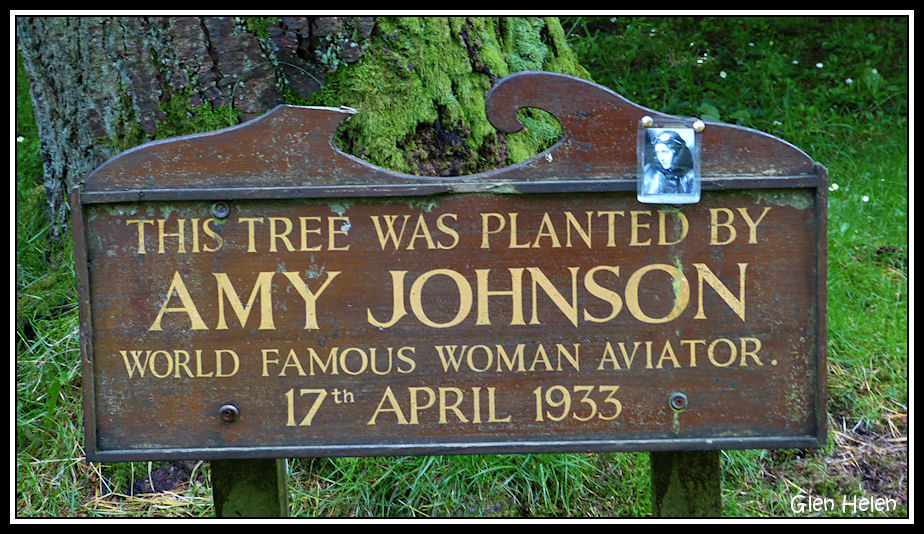 THIS TREE WAS PLANTED BY
AMY JOHNSON
WORLD FAMOUS WOMAN AVIATOR.
17th APRIL 1933
Glen Helen